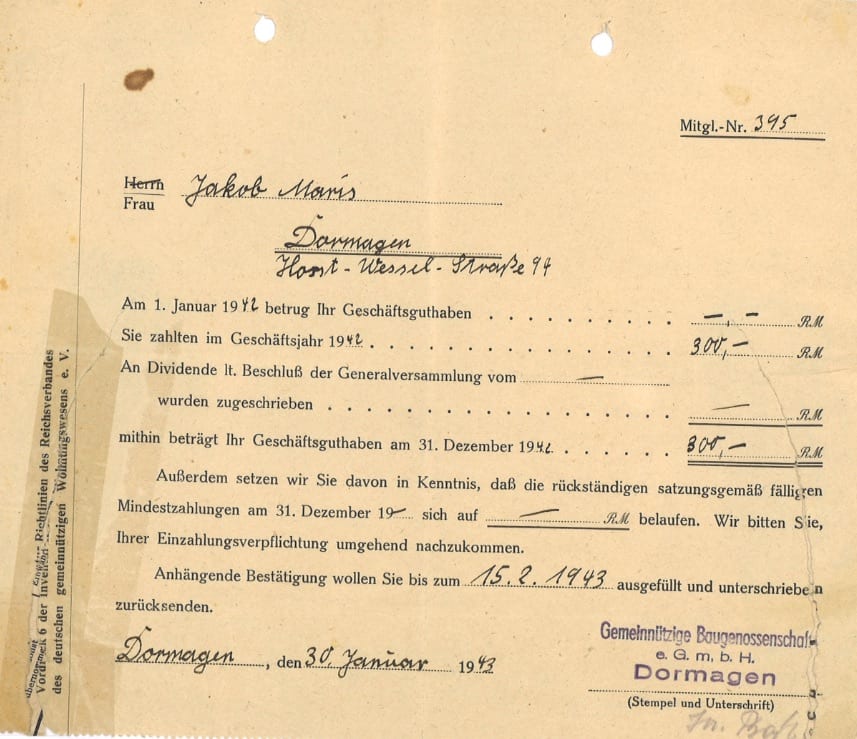 Mitgl.-Nr. 395
Herrn Jakob Maris
Frau
Dormagen
Horst-Wessel-Straße 94
Am 1. Januar 1942 betrug Ihr Geschäftsguthaben . . . . . . . . . . —,— RM
Sie zahlten im Geschäftsjahr 1942 . . . . . . . . . . . . . . 300,— RM
An Dividende lt. Beschluß der Generalversammlung vom —
wurden zugeschrieben . . . . . . . . . . . . . . . . — RM
mithin beträgt Ihr Geschäftsguthaben am 31. Dezember 1942 . . . . . . 300,— RM
Außerdem setzen wir Sie davon in Kenntnis, daß die rückständigen satzungsgemäß fälligen
Mindestzahlungen am 31. Dezember 19— sich auf — RM belaufen. Wir bitten Sie,
Ihrer Einzahlungsverpflichtung umgehend nachzukommen.
Anhängende Bestätigung wollen Sie bis zum 15.2.1943 ausgefüllt und unterschrieben
zurücksenden.
Dormagen, den 30. Januar 1943
Gemeinnützige Baugenossenschaft
e. G. m. b. H.
Dormagen
(Stempel und Unterschrift)
Vordruck 6 der Richtlinien des Reichsverbandes
des deutschen gemeinnützigen Wohnungswesens e. V.